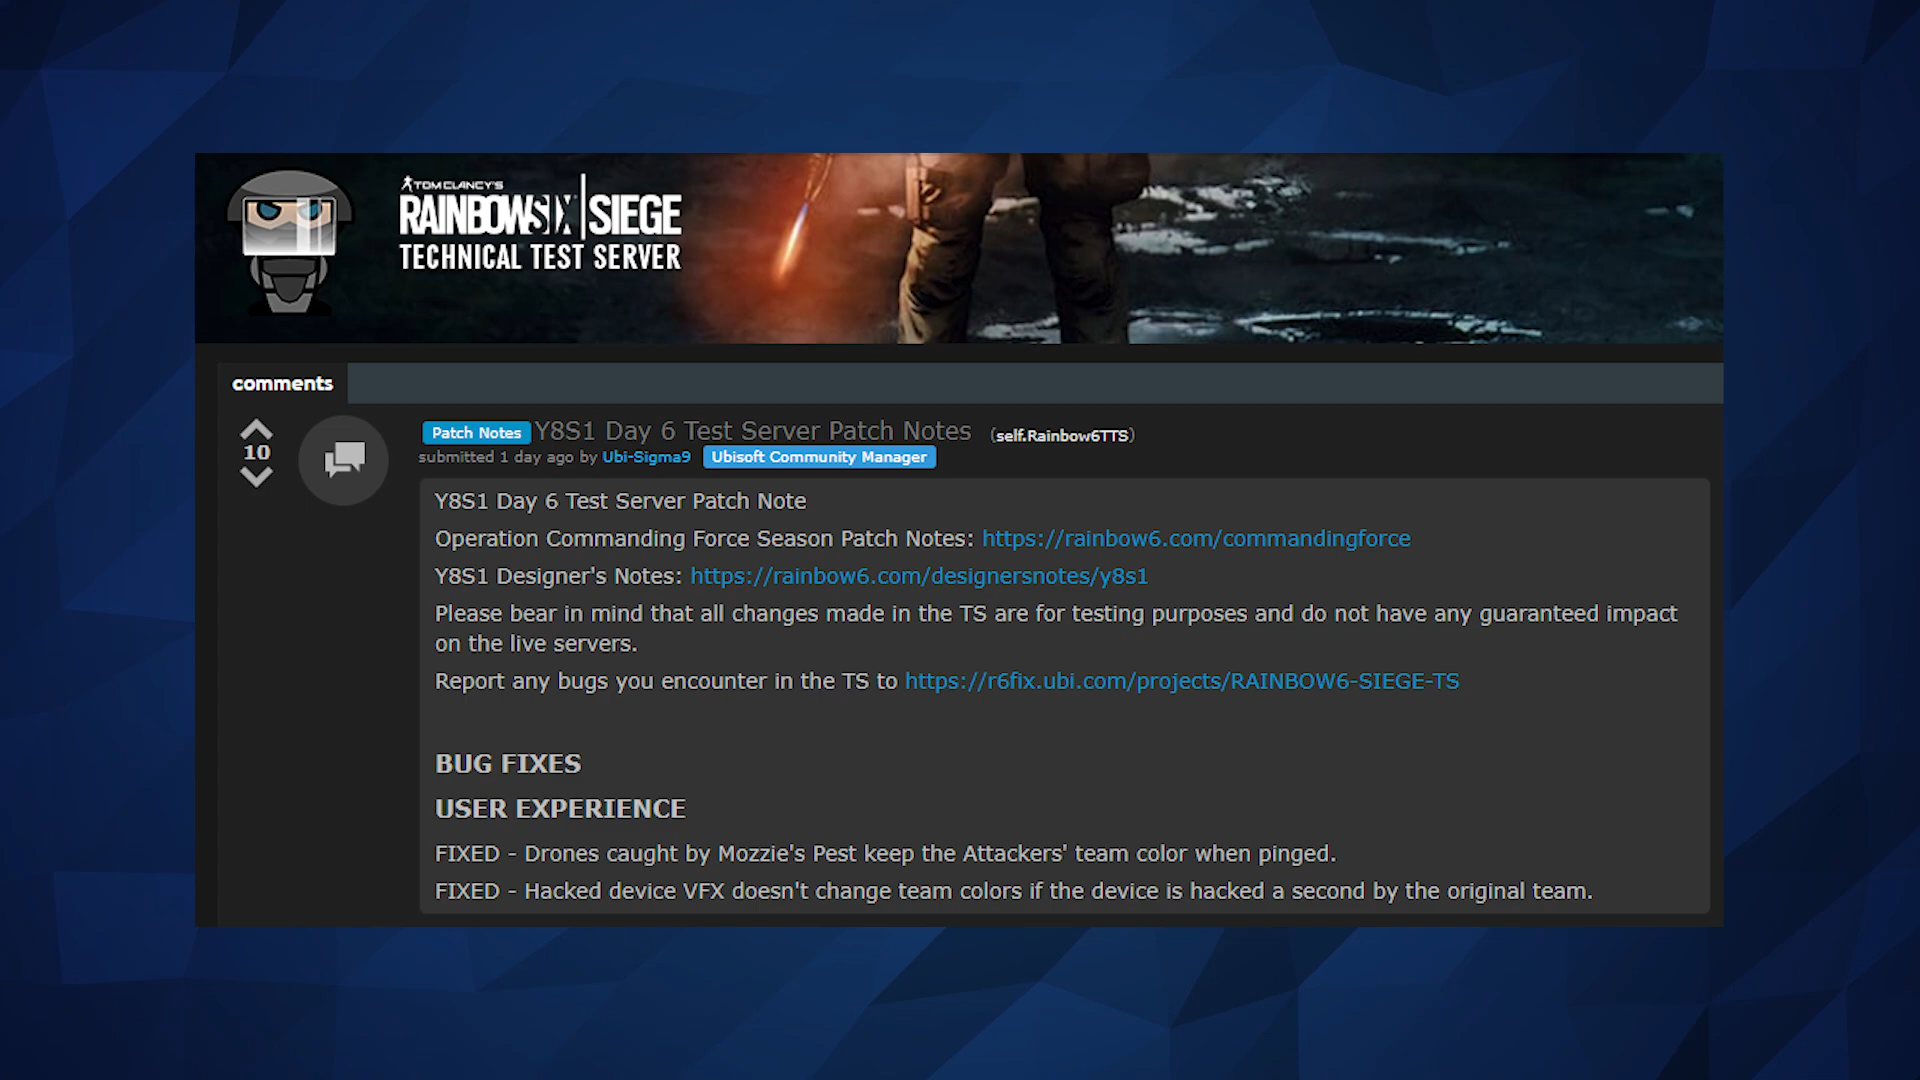 TOM CLANCY'S
RAINBOWSIX | SIEGE
TECHNICAL TEST SERVER
comments
10
Patch Notes Y8S1 Day 6 Test Server Patch Notes (self.Rainbow6TTS)
submitted 1 day ago by Ubi-Sigma9 Ubisoft Community Manager
Y8S1 Day 6 Test Server Patch Note
Operation Commanding Force Season Patch Notes: https://rainbow6.com/commandingforce
Y8S1 Designer's Notes: https://rainbow6.com/designersnotes/y8s1
Please bear in mind that all changes made in the TS are for testing purposes and do not have any guaranteed impact
on the live servers.
Report any bugs you encounter in the TS to https://r6fix.ubi.com/projects/RAINBOW6-SIEGE-TS
BUG FIXES
USER EXPERIENCE
FIXED - Drones caught by Mozzie's Pest keep the Attackers' team color when pinged.
FIXED - Hacked device VFX doesn't change team colors if the device is hacked a second by the original team.